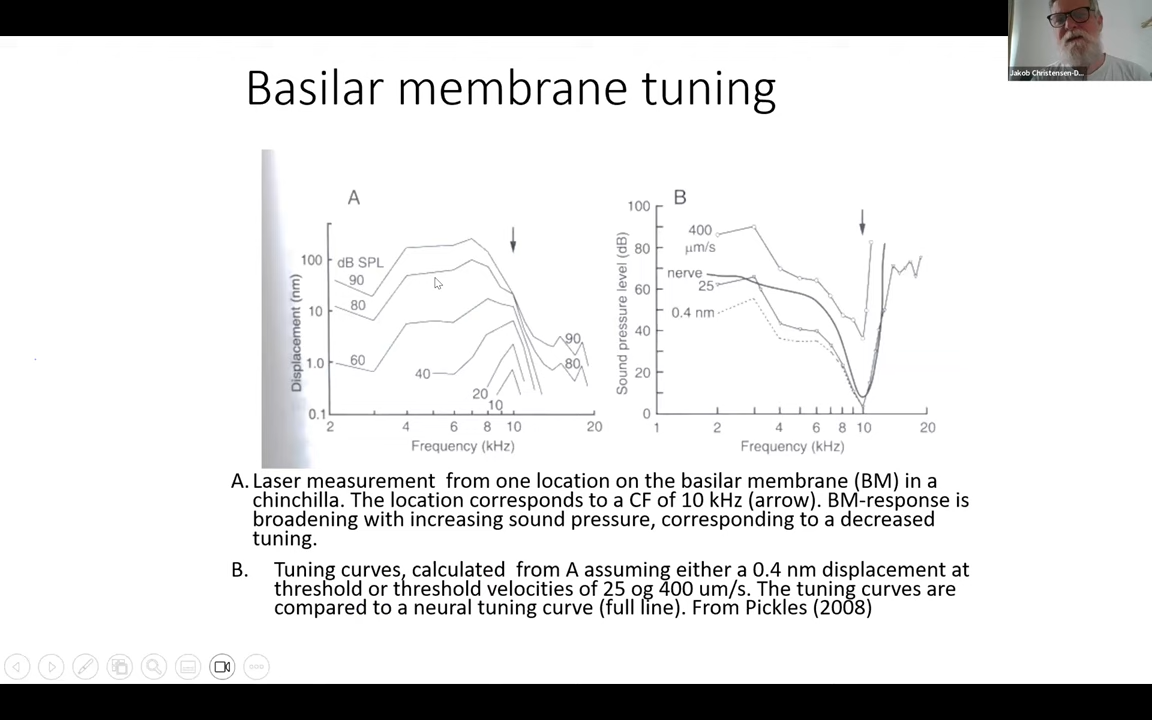 Jakob Christensen-D...
Basilar membrane tuning
A
dB SPL
90
80
60
40
20
10
90
80
Displacement (nm)
100
10
1.0
0.1
2 4 6 8 10 20
Frequency (kHz)
B
400
µm/s
nerve
25
0.4 nm
Sound pressure level (dB)
100
80
60
40
20
0
1 2 4 6 8 10 20
Frequency (kHz)
A. Laser measurement from one location on the basilar membrane (BM) in a
chinchilla. The location corresponds to a CF of 10 kHz (arrow). BM-response is
broadening with increasing sound pressure, corresponding to a decreased
tuning.
B. Tuning curves, calculated from A assuming either a 0.4 nm displacement at
threshold or threshold velocities of 25 og 400 um/s. The tuning curves are
compared to a neural tuning curve (full line). From Pickles (2008)